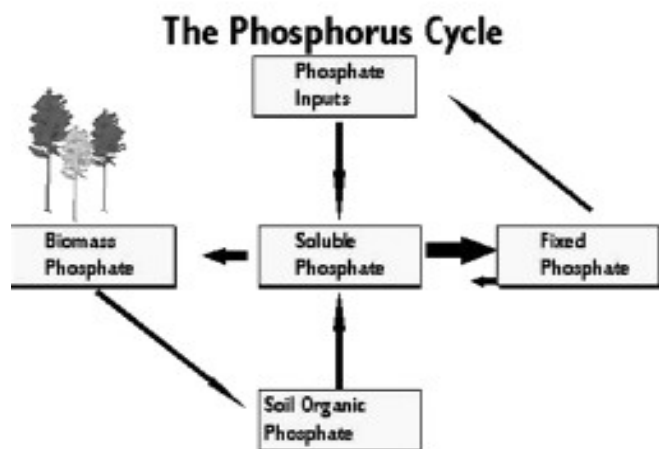 The Phosphorus Cycle
Phosphate
Inputs
Biomass
Phosphate
Soluble
Phosphate
Fixed
Phosphate
Soil Organic
Phosphate